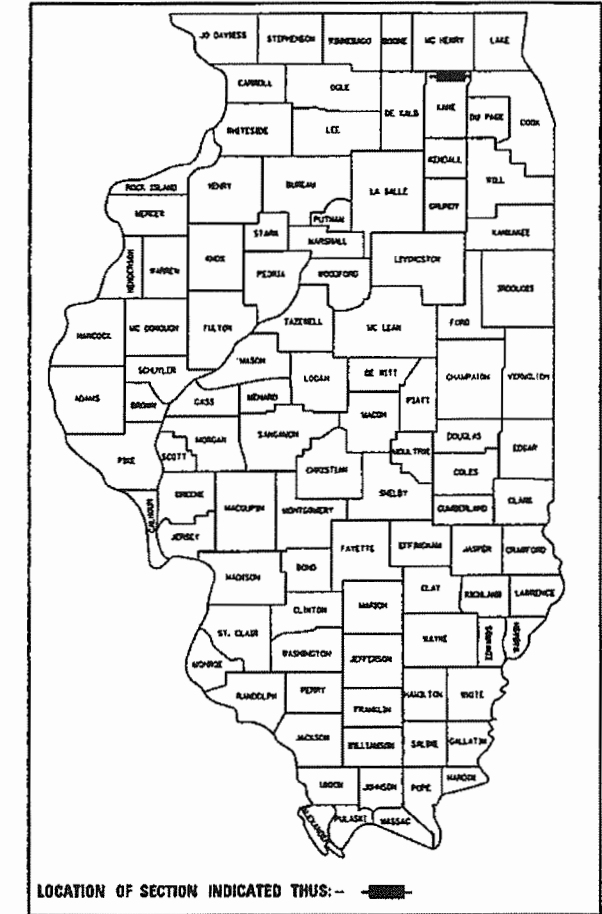 JO DAVIESS STEPHENSON WINNEBAGO BOONE MC HENRY LAKE
CARROLL OGLE DE KALB KANE DU PAGE COOK
WHITESIDE LEE KENDALL WILL
ROCK ISLAND HENRY BUREAU LA SALLE GRUNDY
MERCER STARK PUTNAM MARSHALL KANKAKEE
HENDERSON WARREN KNOX PEORIA WOODFORD LIVINGSTON IROQUOIS
HANCOCK MC DONOUGH FULTON TAZEWELL MC LEAN FORD
SCHUYLER MASON LOGAN DE WITT CHAMPAIGN VERMILION
ADAMS BROWN CASS MENARD MACON PIATT
PIKE SCOTT MORGAN SANGAMON CHRISTIAN MOULTRIE DOUGLAS EDGAR
COLES
CALHOUN GREENE MACOUPIN MONTGOMERY SHELBY CUMBERLAND CLARK
JERSEY FAYETTE EFFINGHAM JASPER CRAWFORD
MADISON BOND
CLINTON MARION CLAY RICHLAND LAWRENCE
ST. CLAIR WASHINGTON JEFFERSON WAYNE EDWARDS WABASH
MONROE
RANDOLPH PERRY FRANKLIN HAMILTON WHITE
JACKSON WILLIAMSON SALINE GALLATIN
UNION JOHNSON POPE HARDIN
ALEXANDER PULASKI MASSAC
LOCATION OF SECTION INDICATED THUS:-